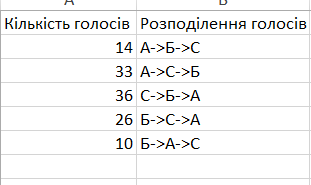 А В
Кількість голосів Розподілення голосів
14 А->Б->С
33 А->С->Б
36 С->Б->А
26 Б->С->А
10 Б->А->С